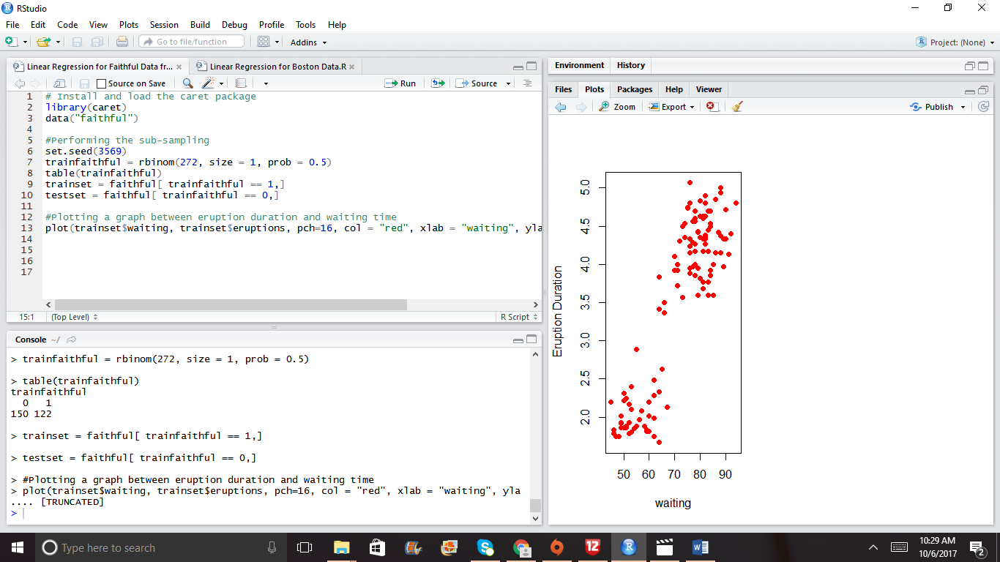 RStudio
File Edit Code View Plots Session Build Debug Profile Tools Help
Go to file/function
Addins
Project: (None)
Linear Regression for Faithful Data fr...
Linear Regression for Boston Data.R
Source on Save
Run
Source
1 # Install and load the caret package
2 library(caret)
3 data("faithful")
4
5 #Performing the sub-sampling
6 set.seed(3569)
7 trainfaithful = rbinom(272, size = 1, prob = 0.5)
8 table(trainfaithful)
9 trainset = faithful[ trainfaithful == 1,]
10 testset = faithful[ trainfaithful == 0,]
11
12 #Plotting a graph between eruption duration and waiting time
13 plot(trainset$waiting, trainset$eruptions, pch=16, col = "red", xlab = "waiting", yla
14
15
16
17
15:1 (Top Level) R Script
Console ~/
> trainfaithful = rbinom(272, size = 1, prob = 0.5)
> table(trainfaithful)
trainfaithful
0 1
150 122
> trainset = faithful[ trainfaithful == 1,]
> testset = faithful[ trainfaithful == 0,]
> #Plotting a graph between eruption duration and waiting time
> plot(trainset$waiting, trainset$eruptions, pch=16, col = "red", xlab = "waiting", yla
.... [TRUNCATED]
>
Environment History
Files Plots Packages Help Viewer
Zoom Export Publish
Eruption Duration
5.0
4.5
4.0
3.5
3.0
2.5
2.0
50 60 70 80 90
waiting
Type here to search
12
R
10:29 AM
10/6/2017
2